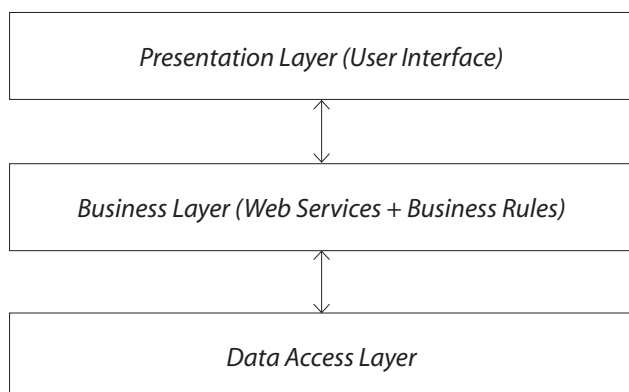 Presentation Layer (User Interface)
Business Layer (Web Services + Business Rules)
Data Access Layer